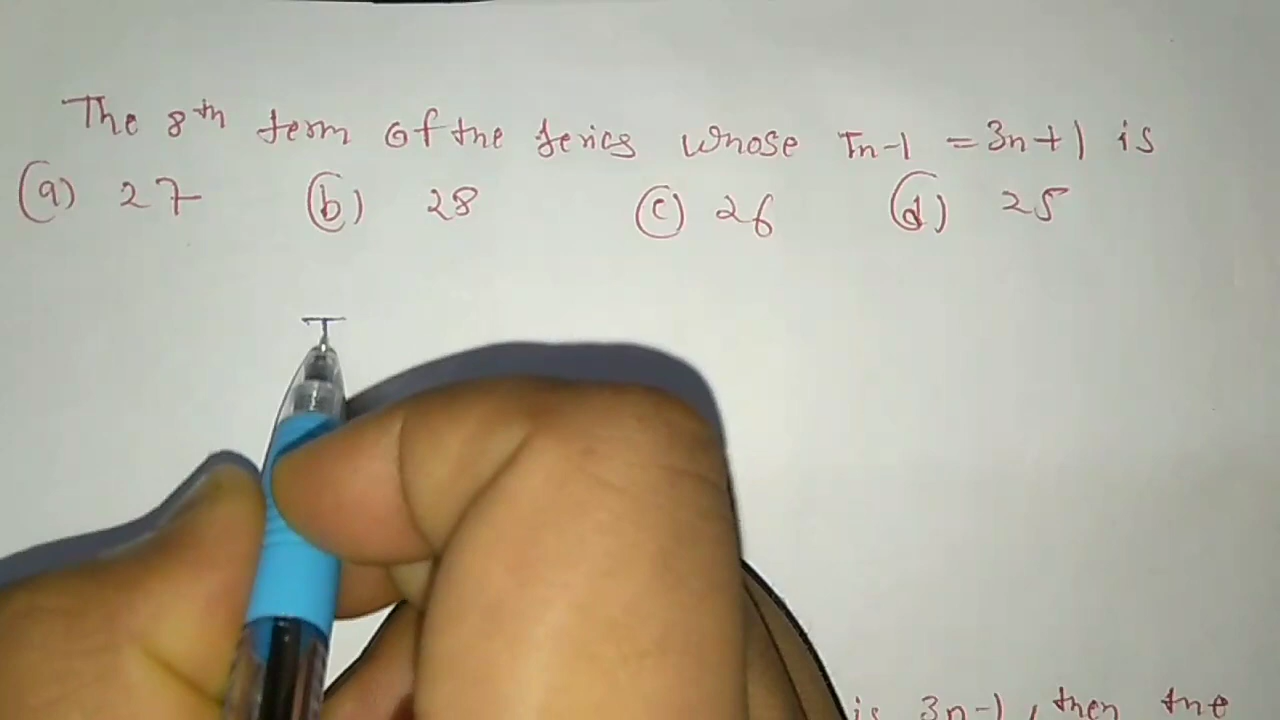 The 8th term of the series whose Tn-1 = 3n+1 is
(a) 27 (b) 28 (c) 26 (d) 25
T
is 3n-1, then the